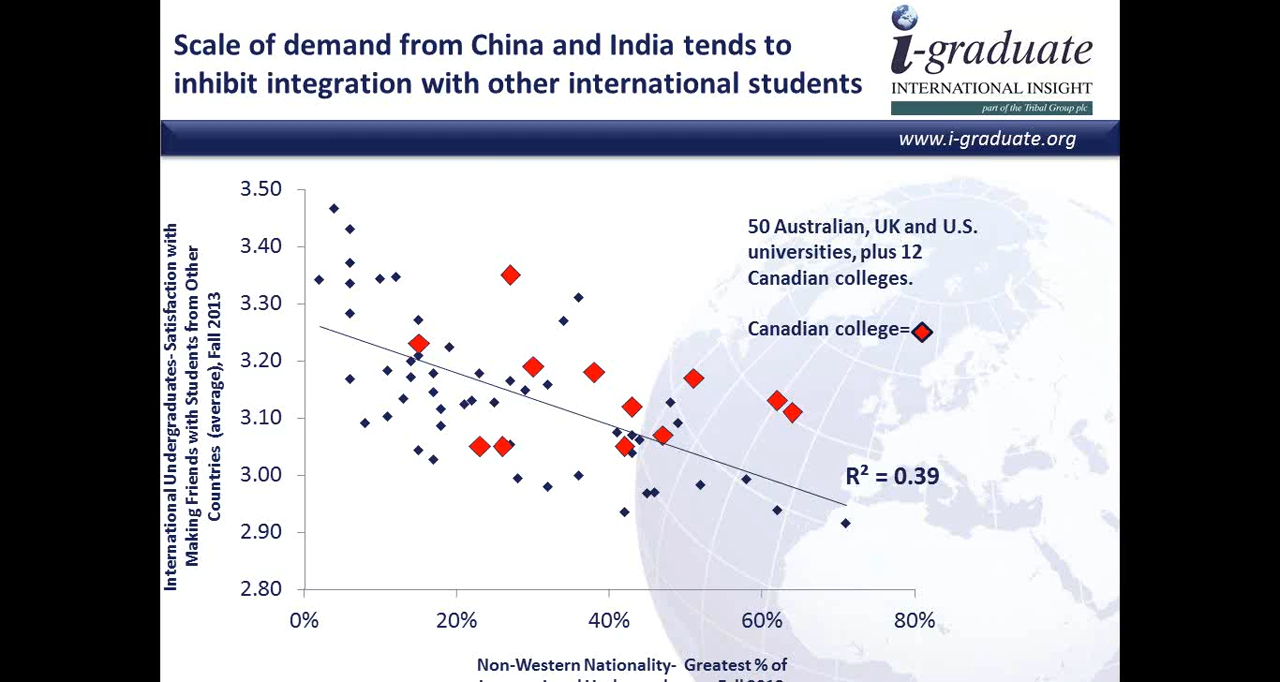 Scale of demand from China and India tends to
inhibit integration with other international students
i-graduate
INTERNATIONAL INSIGHT
part of the Tribal Group plc
www.i-graduate.org
International Undergraduates- Satisfaction with
Making Friends with Students from Other
Countries (average), Fall 2013
3.50
3.40
3.30
3.20
3.10
3.00
2.90
2.80
50 Australian, UK and U.S.
universities, plus 12
Canadian colleges.
Canadian college=
R² = 0.39
0%
20%
40%
60%
80%
Non-Western Nationality- Greatest % of